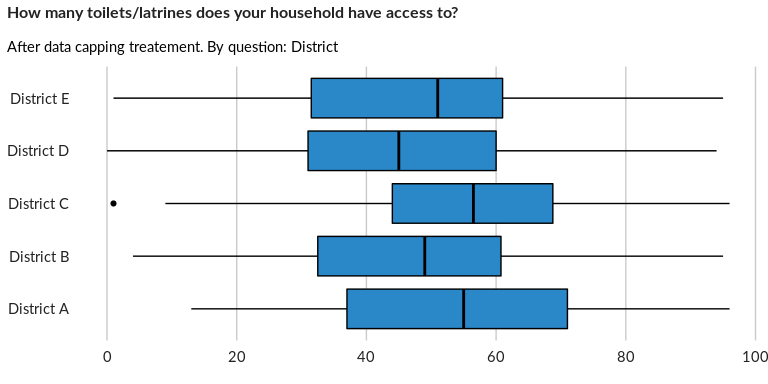 How many toilets/latrines does your household have access to?
After data capping treatement. By question: District
District E
District D
District C
District B
District A
0 20 40 60 80 100